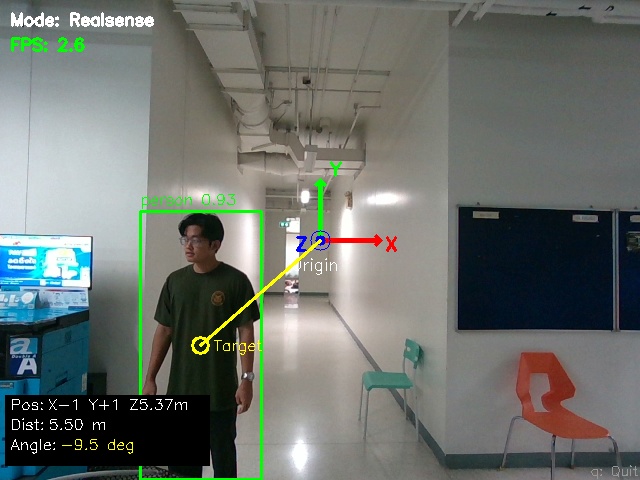 Mode: Realsense
FPS: 2.6
person 0.93
Y
Z
X
Origin
Target
a
Double A
A
Pos: X-1 Y+1 Z5.37m
Dist: 5.50 m
Angle: -9.5 deg
q: Quit